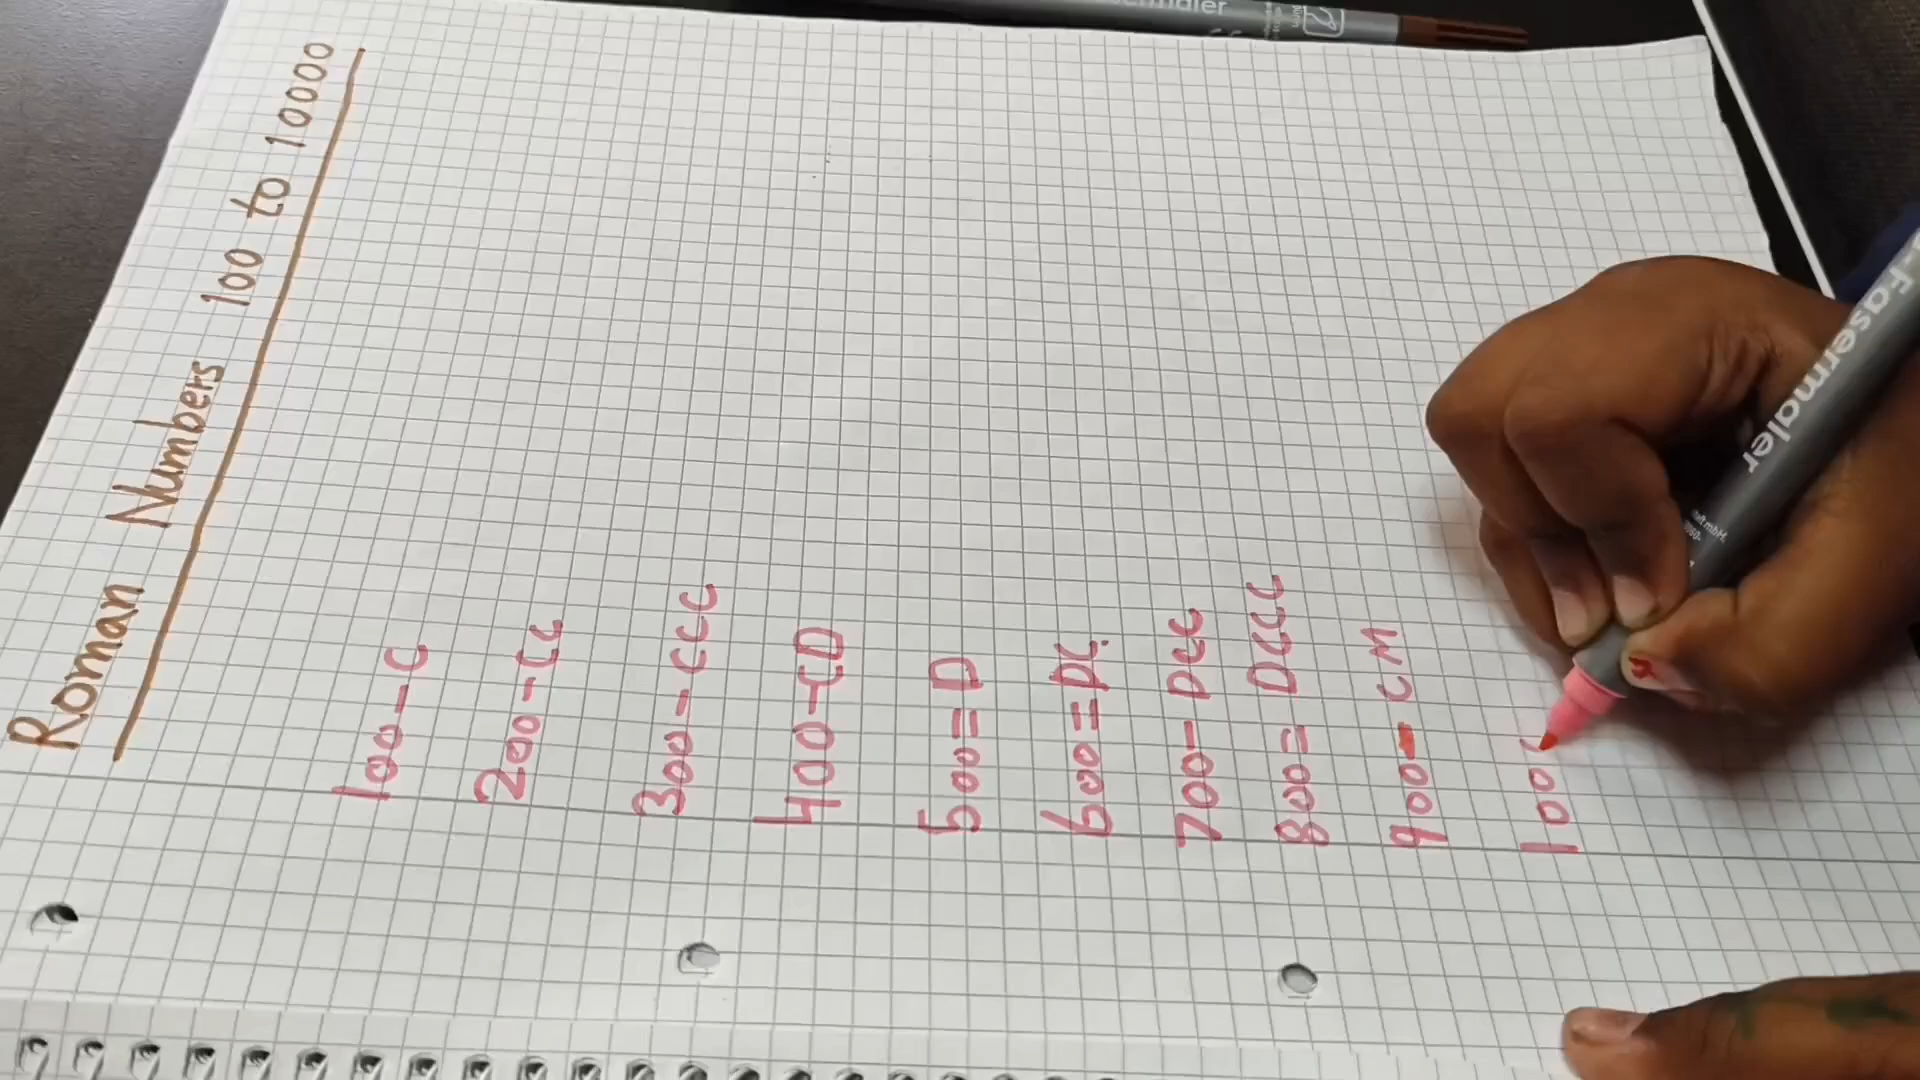 Roman Numbers 100 to 10000
100-C
200-CC
300-CCC
400-CD
500=D
600=DC
700-DCC
800=DCCC
900-CM
100
Fasermaler